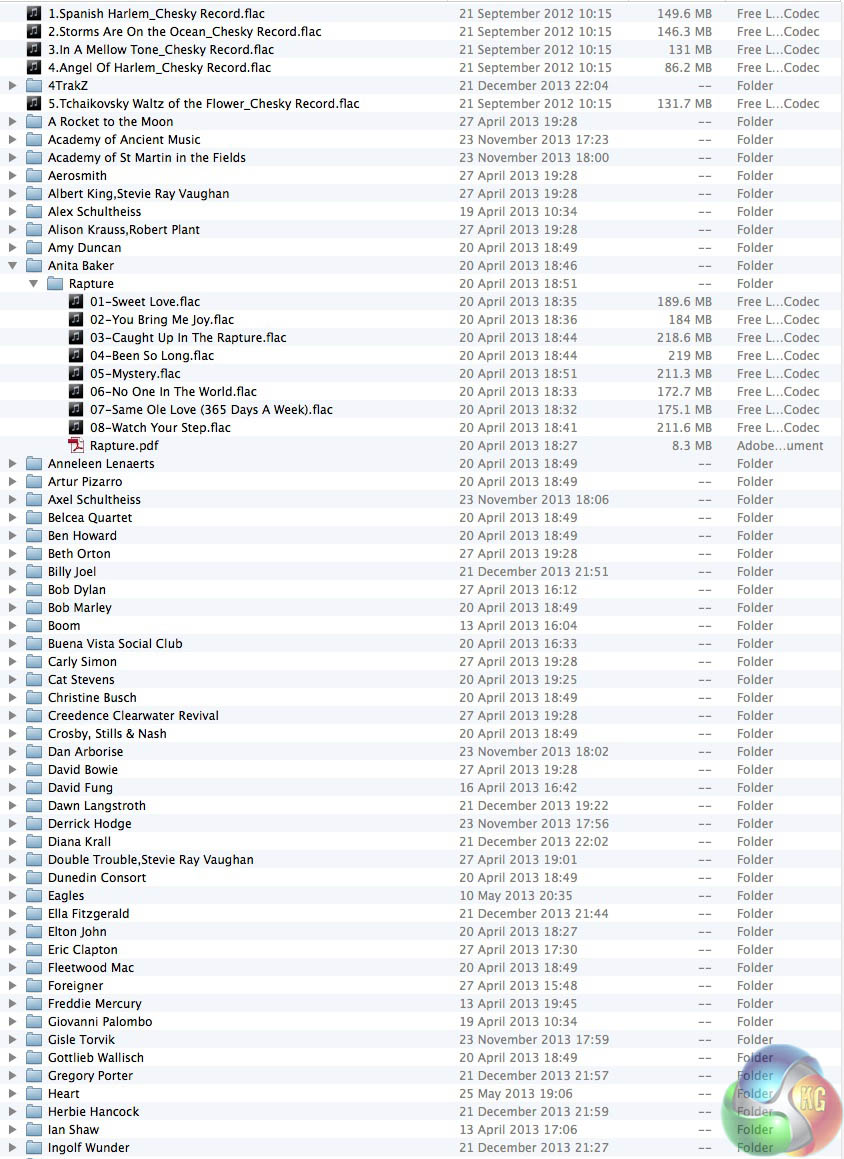 1.Spanish Harlem_Chesky Record.flac 21 September 2012 10:15 149.6 MB Free L...Codec
2.Storms Are On the Ocean_Chesky Record.flac 21 September 2012 10:15 146.3 MB Free L...Codec
3.In A Mellow Tone_Chesky Record.flac 21 September 2012 10:15 131 MB Free L...Codec
4.Angel Of Harlem_Chesky Record.flac 21 September 2012 10:15 86.2 MB Free L...Codec
4TrakZ 21 December 2013 22:04 -- Folder
5.Tchaikovsky Waltz of the Flower_Chesky Record.flac 21 September 2012 10:15 131.7 MB Free L...Codec
A Rocket to the Moon 27 April 2013 19:28 -- Folder
Academy of Ancient Music 23 November 2013 17:23 -- Folder
Academy of St Martin in the Fields 23 November 2013 18:00 -- Folder
Aerosmith 27 April 2013 19:28 -- Folder
Albert King,Stevie Ray Vaughan 27 April 2013 19:28 -- Folder
Alex Schultheiss 19 April 2013 10:34 -- Folder
Alison Krauss,Robert Plant 27 April 2013 19:28 -- Folder
Amy Duncan 20 April 2013 18:49 -- Folder
Anita Baker 20 April 2013 18:46 -- Folder
Rapture 20 April 2013 18:51 -- Folder
01-Sweet Love.flac 20 April 2013 18:35 189.6 MB Free L...Codec
02-You Bring Me Joy.flac 20 April 2013 18:36 184 MB Free L...Codec
03-Caught Up In The Rapture.flac 20 April 2013 18:44 218.6 MB Free L...Codec
04-Been So Long.flac 20 April 2013 18:44 219 MB Free L...Codec
05-Mystery.flac 20 April 2013 18:51 211.3 MB Free L...Codec
06-No One In The World.flac 20 April 2013 18:33 172.7 MB Free L...Codec
07-Same Ole Love (365 Days A Week).flac 20 April 2013 18:32 175.1 MB Free L...Codec
08-Watch Your Step.flac 20 April 2013 18:41 211.6 MB Free L...Codec
Rapture.pdf 20 April 2013 18:27 8.3 MB Adobe...ument
Anneleen Lenaerts 20 April 2013 18:49 -- Folder
Artur Pizarro 20 April 2013 18:49 -- Folder
Axel Schultheiss 23 November 2013 18:06 -- Folder
Belcea Quartet 20 April 2013 18:49 -- Folder
Ben Howard 20 April 2013 18:49 -- Folder
Beth Orton 27 April 2013 19:28 -- Folder
Billy Joel 21 December 2013 21:51 -- Folder
Bob Dylan 27 April 2013 16:12 -- Folder
Bob Marley 20 April 2013 18:49 -- Folder
Boom 13 April 2013 16:04 -- Folder
Buena Vista Social Club 20 April 2013 16:33 -- Folder
Carly Simon 27 April 2013 19:28 -- Folder
Cat Stevens 20 April 2013 19:25 -- Folder
Christine Busch 20 April 2013 18:49 -- Folder
Creedence Clearwater Revival 27 April 2013 19:28 -- Folder
Crosby, Stills & Nash 20 April 2013 18:49 -- Folder
Dan Arborise 23 November 2013 18:02 -- Folder
David Bowie 27 April 2013 19:28 -- Folder
David Fung 16 April 2013 16:42 -- Folder
Dawn Langstroth 21 December 2013 19:22 -- Folder
Derrick Hodge 23 November 2013 17:56 -- Folder
Diana Krall 21 December 2013 22:02 -- Folder
Double Trouble,Stevie Ray Vaughan 27 April 2013 19:01 -- Folder
Dunedin Consort 20 April 2013 18:49 -- Folder
Eagles 10 May 2013 20:35 -- Folder
Ella Fitzgerald 21 December 2013 21:44 -- Folder
Elton John 20 April 2013 18:27 -- Folder
Eric Clapton 27 April 2013 17:30 -- Folder
Fleetwood Mac 20 April 2013 18:49 -- Folder
Foreigner 27 April 2013 15:48 -- Folder
Freddie Mercury 13 April 2013 19:45 -- Folder
Giovanni Palombo 19 April 2013 10:34 -- Folder
Gisle Torvik 23 November 2013 17:59 -- Folder
Gottlieb Wallisch 20 April 2013 18:49 -- Folder
Gregory Porter 21 December 2013 21:57 -- Folder
Heart 25 May 2013 19:06 -- Folder
KG
Herbie Hancock 21 December 2013 21:59 -- Folder
Ian Shaw 13 April 2013 17:06 -- Folder
Ingolf Wunder 21 December 2013 21:27 -- Folder